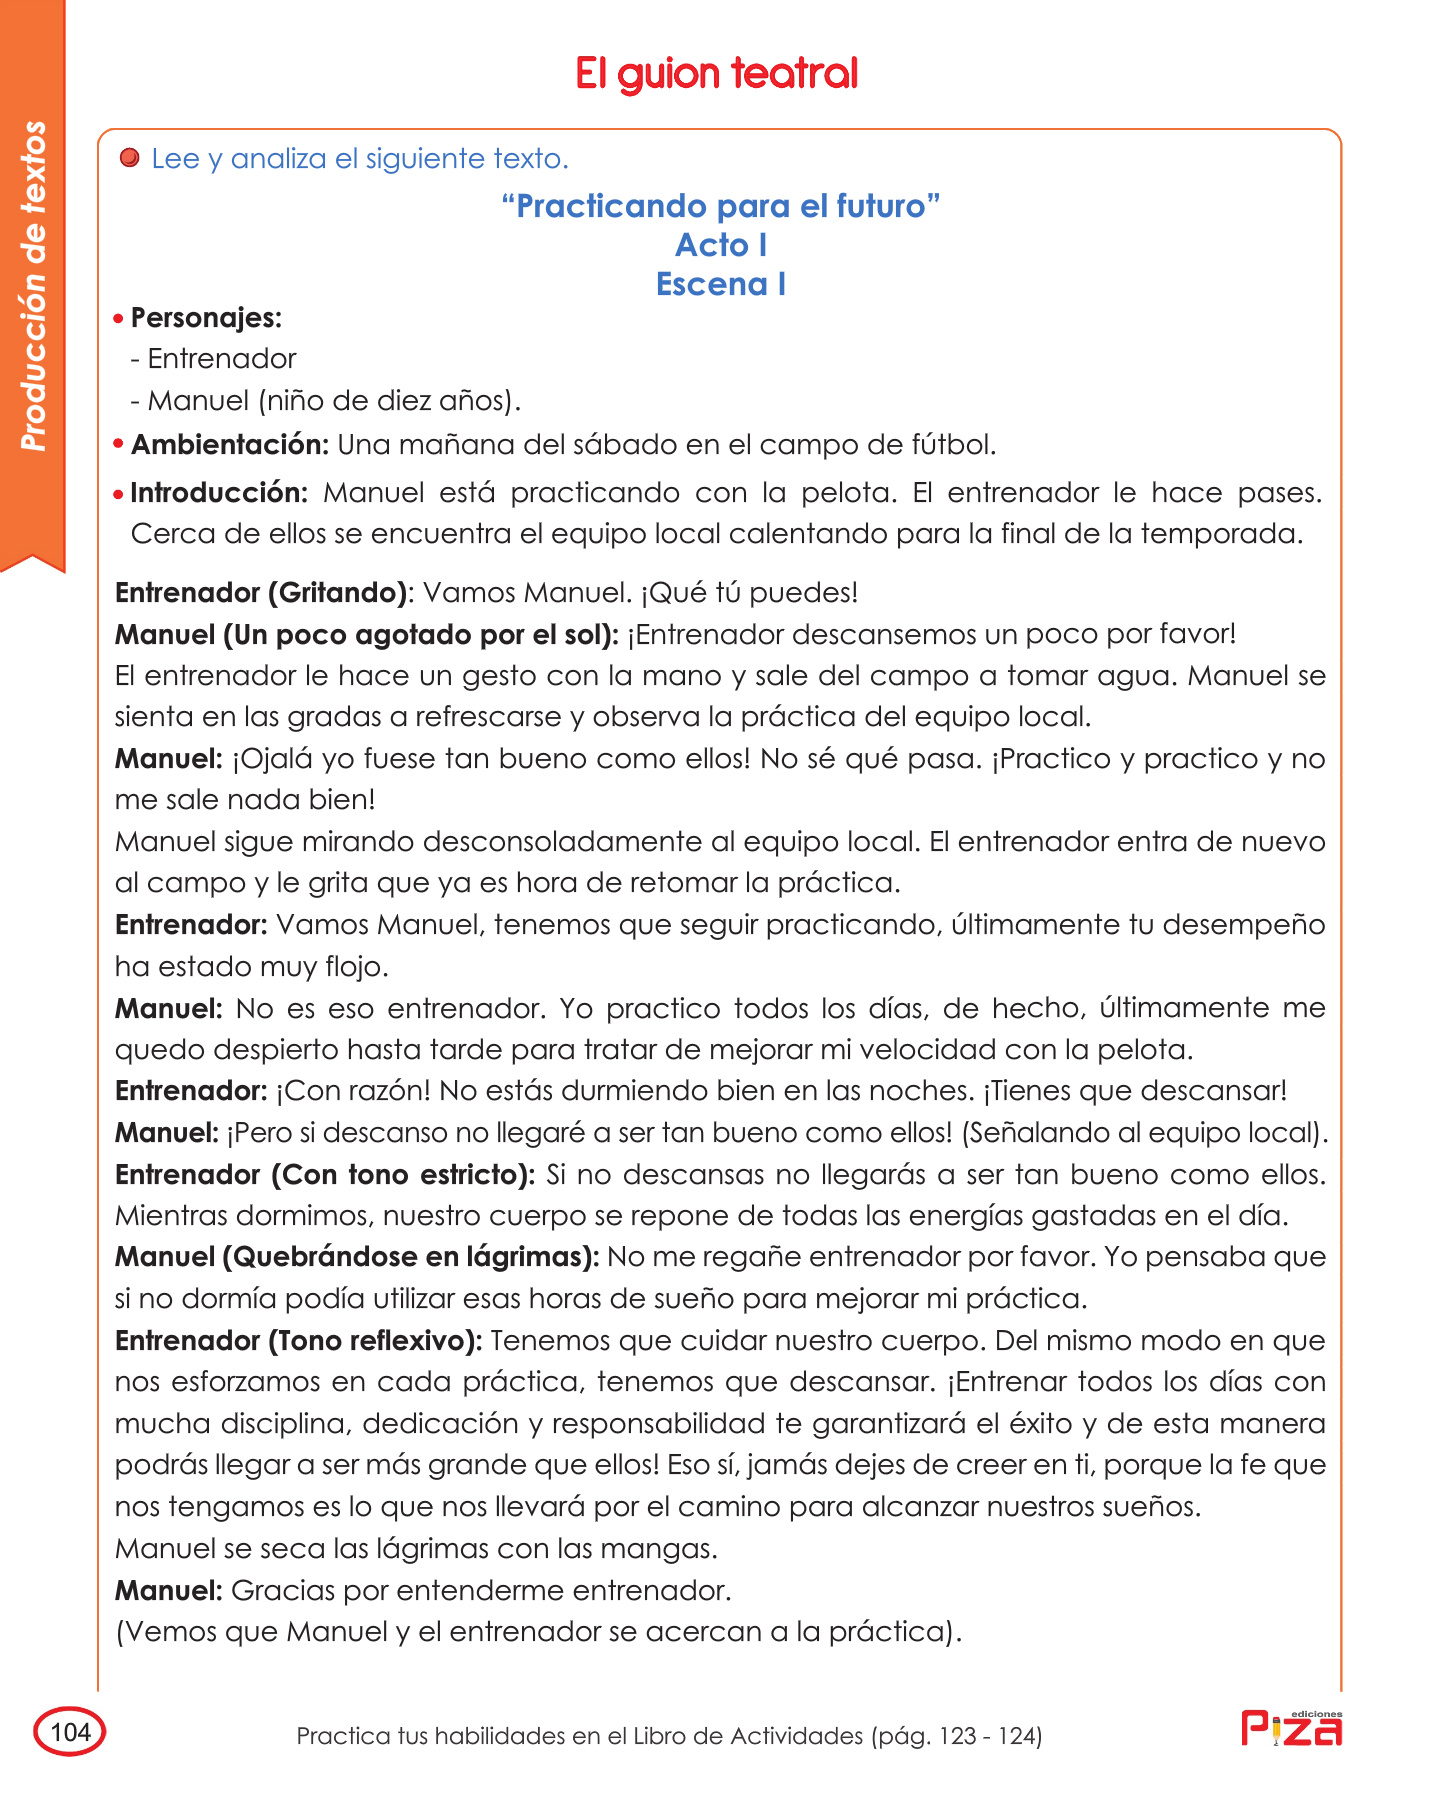 El guion teatral
Producción de textos
Lee y analiza el siguiente texto.
“Practicando para el futuro”
Acto I
Escena I
• Personajes:
- Entrenador
- Manuel (niño de diez años).
• Ambientación: Una mañana del sábado en el campo de fútbol.
• Introducción: Manuel está practicando con la pelota. El entrenador le hace pases.
Cerca de ellos se encuentra el equipo local calentando para la final de la temporada.
Entrenador (Gritando): Vamos Manuel. ¡Qué tú puedes!
Manuel (Un poco agotado por el sol): ¡Entrenador descansemos un poco por favor!
El entrenador le hace un gesto con la mano y sale del campo a tomar agua. Manuel se
sienta en las gradas a refrescarse y observa la práctica del equipo local.
Manuel: ¡Ojalá yo fuese tan bueno como ellos! No sé qué pasa. ¡Practico y practico y no
me sale nada bien!
Manuel sigue mirando desconsoladamente al equipo local. El entrenador entra de nuevo
al campo y le grita que ya es hora de retomar la práctica.
Entrenador: Vamos Manuel, tenemos que seguir practicando, últimamente tu desempeño
ha estado muy flojo.
Manuel: No es eso entrenador. Yo practico todos los días, de hecho, últimamente me
quedo despierto hasta tarde para tratar de mejorar mi velocidad con la pelota.
Entrenador: ¡Con razón! No estás durmiendo bien en las noches. ¡Tienes que descansar!
Manuel: ¡Pero si descanso no llegaré a ser tan bueno como ellos! (Señalando al equipo local).
Entrenador (Con tono estricto): Si no descansas no llegarás a ser tan bueno como ellos.
Mientras dormimos, nuestro cuerpo se repone de todas las energías gastadas en el día.
Manuel (Quebrándose en lágrimas): No me regañe entrenador por favor. Yo pensaba que
si no dormía podía utilizar esas horas de sueño para mejorar mi práctica.
Entrenador (Tono reflexivo): Tenemos que cuidar nuestro cuerpo. Del mismo modo en que
nos esforzamos en cada práctica, tenemos que descansar. ¡Entrenar todos los días con
mucha disciplina, dedicación y responsabilidad te garantizará el éxito y de esta manera
podrás llegar a ser más grande que ellos! Eso sí, jamás dejes de creer en ti, porque la fe que
nos tengamos es lo que nos llevará por el camino para alcanzar nuestros sueños.
Manuel se seca las lágrimas con las mangas.
Manuel: Gracias por entenderme entrenador.
(Vemos que Manuel y el entrenador se acercan a la práctica).
104
Practica tus habilidades en el Libro de Actividades (pág. 123 - 124)
ediciones
Piza